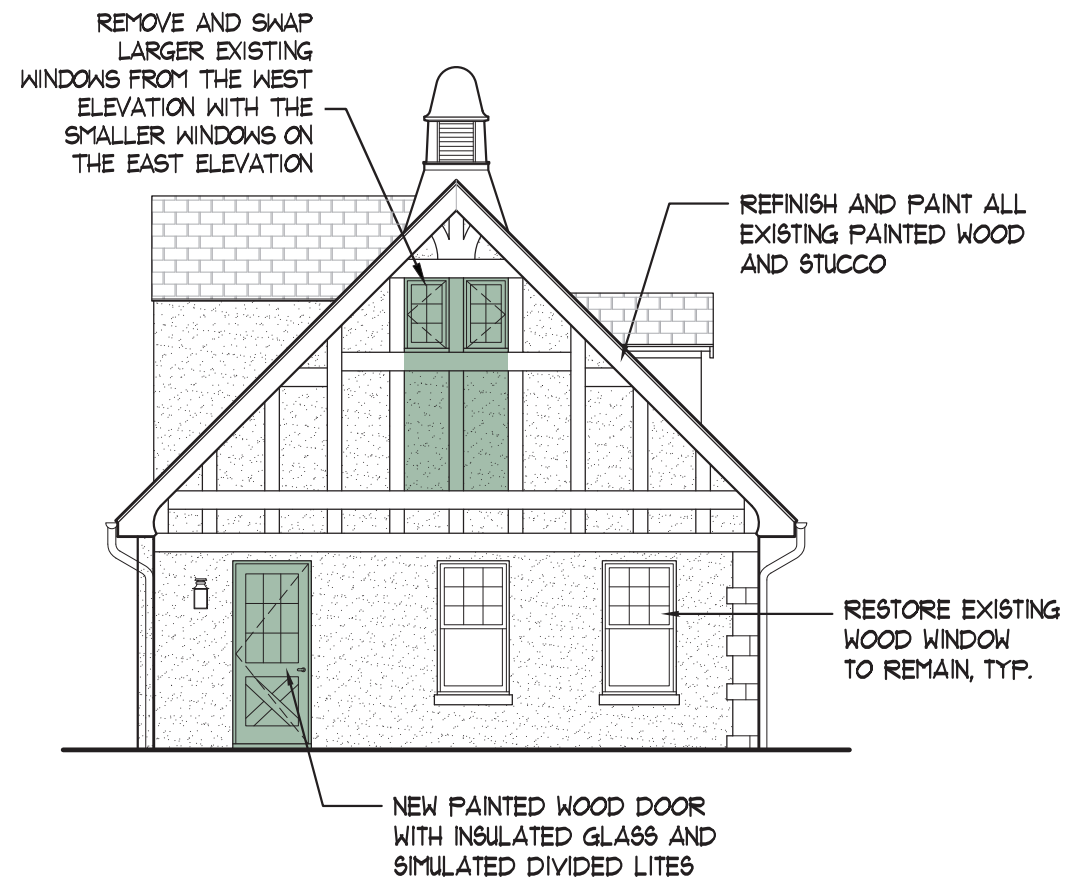 REMOVE AND SWAP
LARGER EXISTING
WINDOWS FROM THE WEST
ELEVATION WITH THE
SMALLER WINDOWS ON
THE EAST ELEVATION
REFINISH AND PAINT ALL
EXISTING PAINTED WOOD
AND STUCCO
RESTORE EXISTING
WOOD WINDOW
TO REMAIN, TYP.
NEW PAINTED WOOD DOOR
WITH INSULATED GLASS AND
SIMULATED DIVIDED LITES